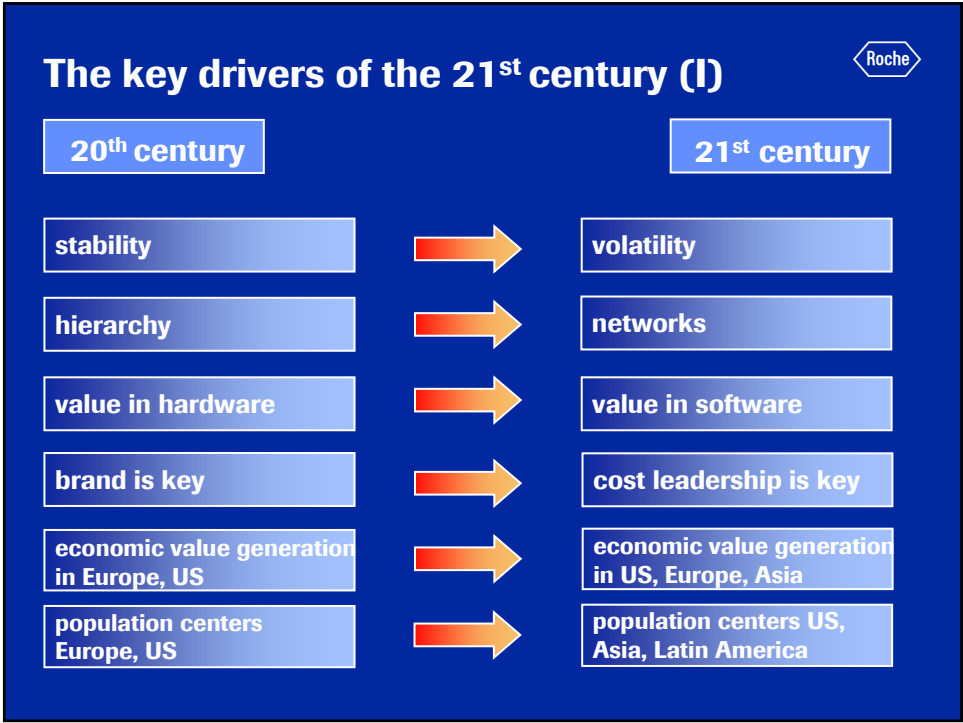 The key drivers of the 21st century (I)
Roche
20th century
21st century
stability
volatility
hierarchy
networks
value in hardware
value in software
brand is key
cost leadership is key
economic value generation
in Europe, US
economic value generation
in US, Europe, Asia
population centers
Europe, US
population centers US,
Asia, Latin America